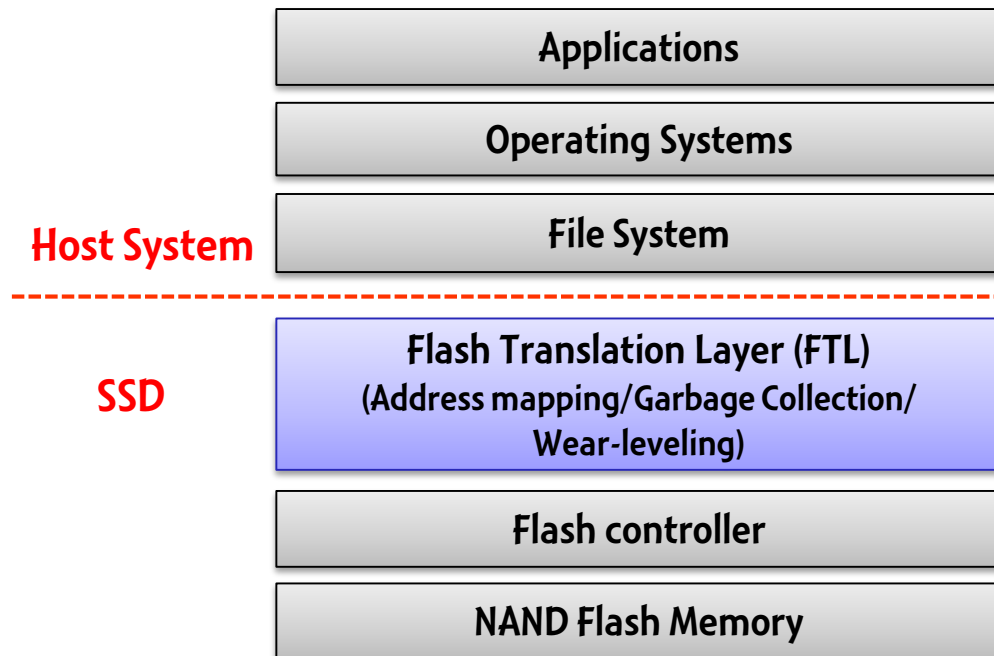 Applications
Operating Systems
File System
Host System
Flash Translation Layer (FTL)
(Address mapping/Garbage Collection/
Wear-leveling)
SSD
Flash controller
NAND Flash Memory